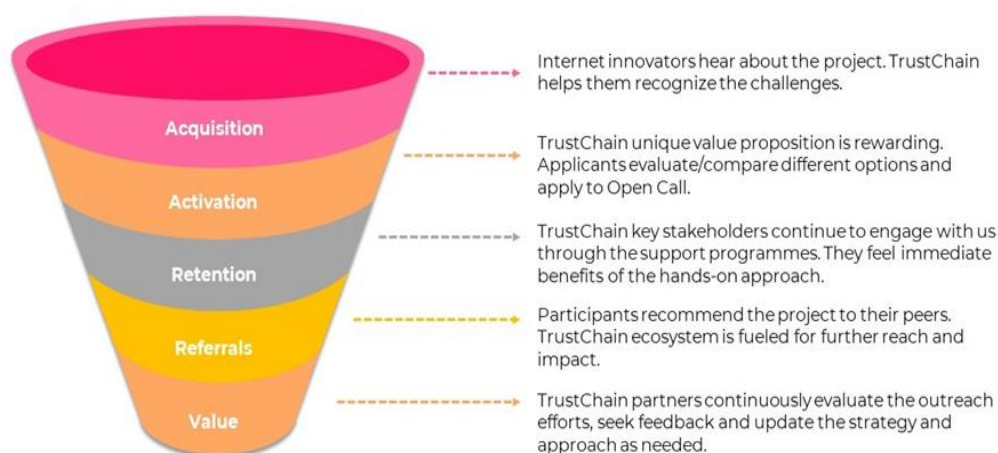 Acquisition
Internet innovators hear about the project. TrustChain
helps them recognize the challenges.
Activation
TrustChain unique value proposition is rewarding.
Applicants evaluate/compare different options and
apply to Open Call.
Retention
TrustChain key stakeholders continue to engage with us
through the support programmes. They feel immediate
benefits of the hands-on approach.
Referrals
Participants recommend the project to their peers.
TrustChain ecosystem is fueled for further reach and
impact.
Value
TrustChain partners continuously evaluate the outreach
efforts, seek feedback and update the strategy and
approach as needed.